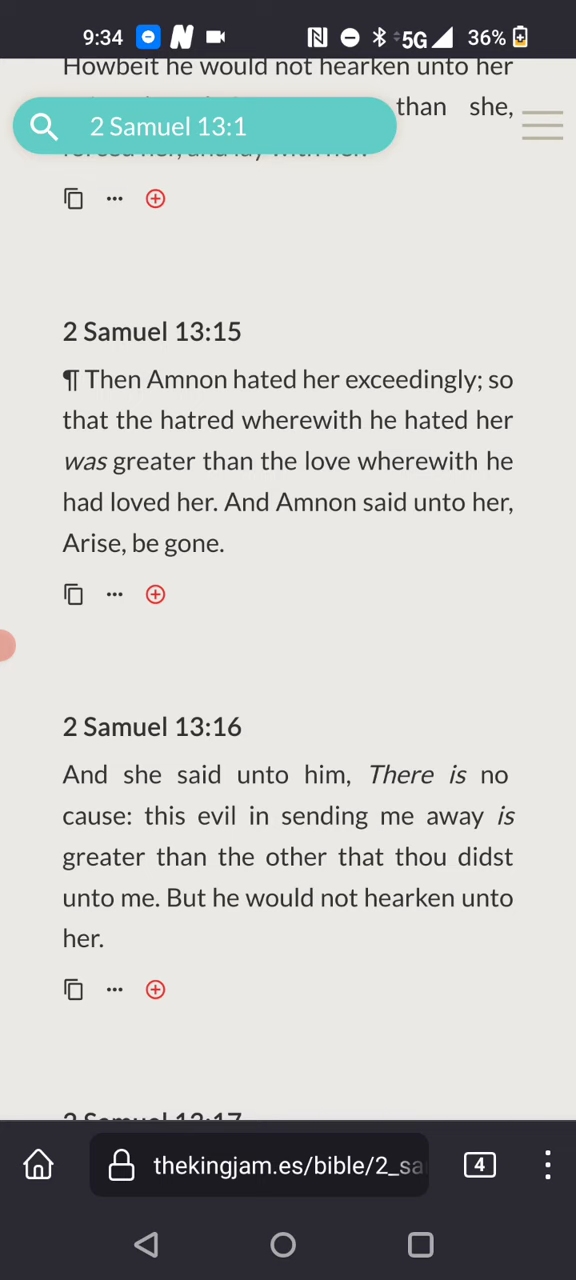 9:34 5G 36%
Howbeit he would not hearken unto her
2 Samuel 13:1 than she,
2 Samuel 13:15
¶ Then Amnon hated her exceedingly; so
that the hatred wherewith he hated her
was greater than the love wherewith he
had loved her. And Amnon said unto her,
Arise, be gone.
2 Samuel 13:16
And she said unto him, There is no
cause: this evil in sending me away is
greater than the other that thou didst
unto me. But he would not hearken unto
her.
2 Samuel 13:17
thekingjam.es/bible/2_sa
4